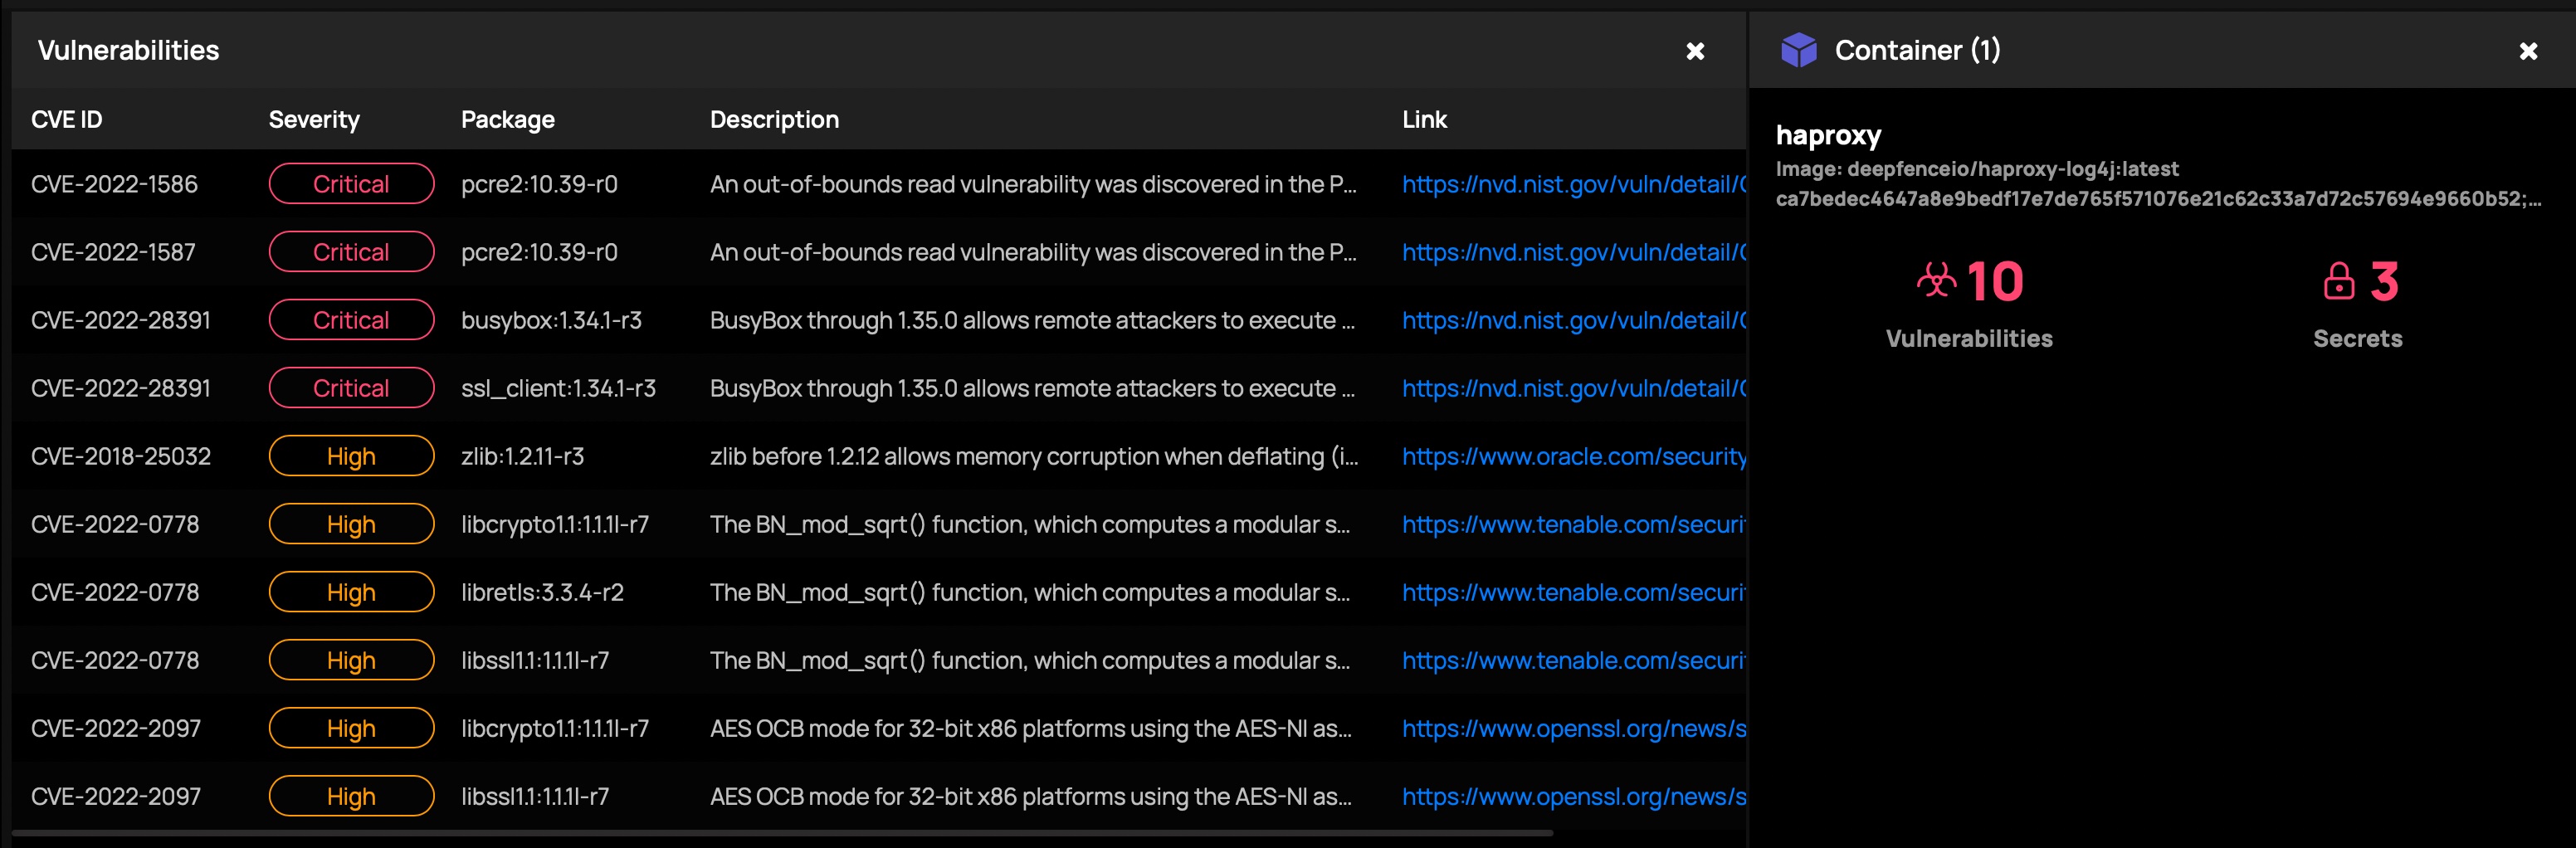 Vulnerabilities
CVE ID Severity Package Description Link
CVE-2022-1586 Critical pcre2:10.39-r0 An out-of-bounds read vulnerability was discovered in the P... https://nvd.nist.gov/vuln/detail/
CVE-2022-1587 Critical pcre2:10.39-r0 An out-of-bounds read vulnerability was discovered in the P... https://nvd.nist.gov/vuln/detail/
CVE-2022-28391 Critical busybox:1.34.1-r3 BusyBox through 1.35.0 allows remote attackers to execute ... https://nvd.nist.gov/vuln/detail/
CVE-2022-28391 Critical ssl_client:1.34.1-r3 BusyBox through 1.35.0 allows remote attackers to execute ... https://nvd.nist.gov/vuln/detail/
CVE-2018-25032 High zlib:1.2.11-r3 zlib before 1.2.12 allows memory corruption when deflating (i... https://www.oracle.com/security
CVE-2022-0778 High libcrypto1.1:1.1.1l-r7 The BN_mod_sqrt() function, which computes a modular s... https://www.tenable.com/securi
CVE-2022-0778 High libretls:3.3.4-r2 The BN_mod_sqrt() function, which computes a modular s... https://www.tenable.com/securi
CVE-2022-0778 High libssl1.1:1.1.1l-r7 The BN_mod_sqrt() function, which computes a modular s... https://www.tenable.com/securi
CVE-2022-2097 High libcrypto1.1:1.1.1l-r7 AES OCB mode for 32-bit x86 platforms using the AES-NI as... https://www.openssl.org/news/s
CVE-2022-2097 High libssl1.1:1.1.1l-r7 AES OCB mode for 32-bit x86 platforms using the AES-NI as... https://www.openssl.org/news/s
Container (1)
haproxy
Image: deepfenceio/haproxy-log4j:latest
ca7bedec4647a8e9bedf17e7de765f571076e21c62c33a7d72c57694e9660b52;...
10 3
Vulnerabilities Secrets